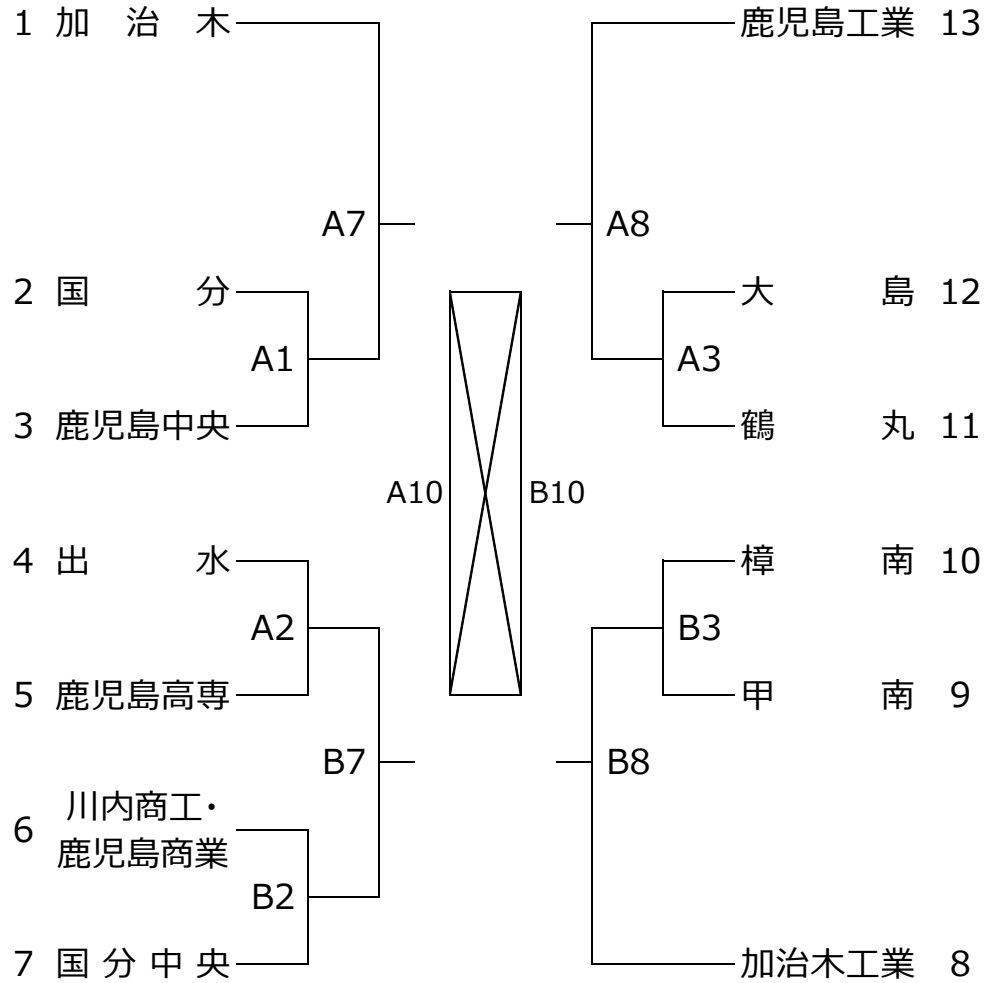 1 加治木
鹿児島工業 13
A7
A8
2 国分
大島 12
A1
A3
3 鹿児島中央
鶴丸 11
A10
B10
4 出水
樟南 10
A2
B3
5 鹿児島高専
甲南 9
B7
B8
6 川内商工・
鹿児島商業
B2
7 国分中央
加治木工業 8